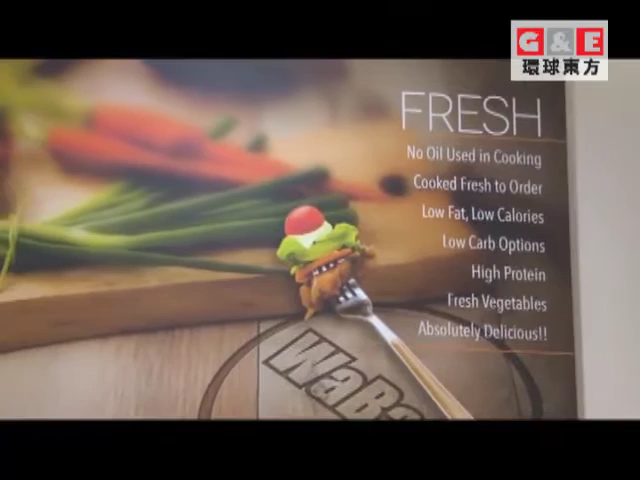 G&E
環球東方
FRESH
No Oil Used in Cooking
Cooked Fresh to Order
Low Fat, Low Calories
Low Carb Options
High Protein
Fresh Vegetables
Absolutely Delicious!!